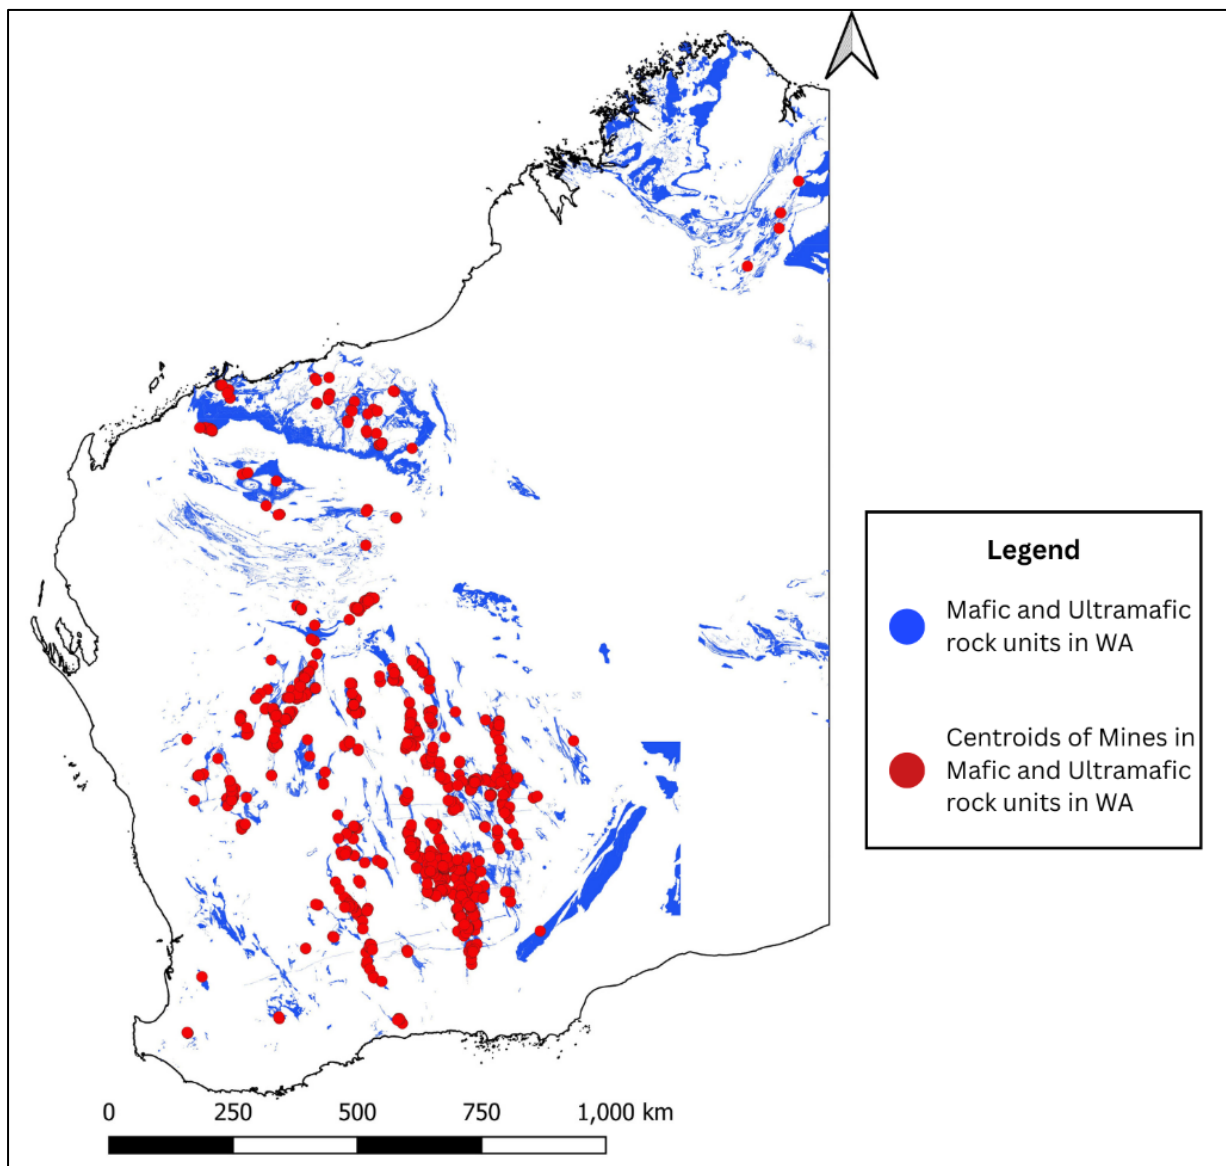 Legend
Mafic and Ultramafic
rock units in WA
Centroids of Mines in
Mafic and Ultramafic
rock units in WA
0 250 500 750 1,000 km